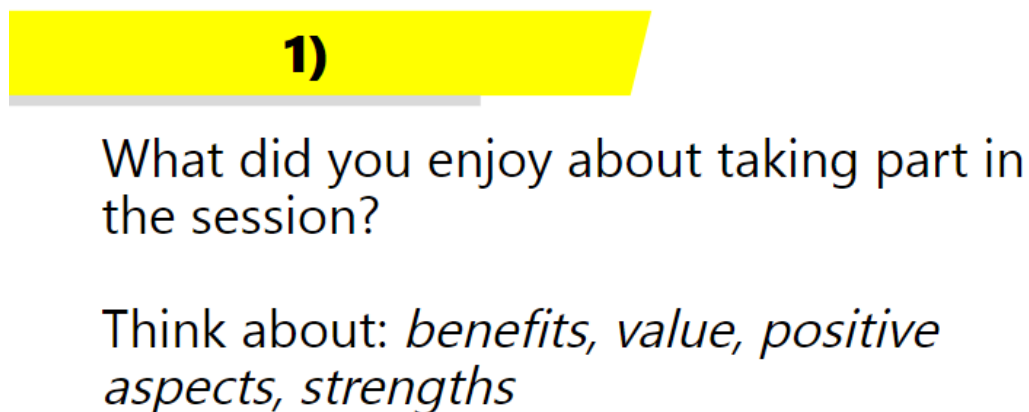 1)
What did you enjoy about taking part in
the session?
Think about: benefits, value, positive
aspects, strengths